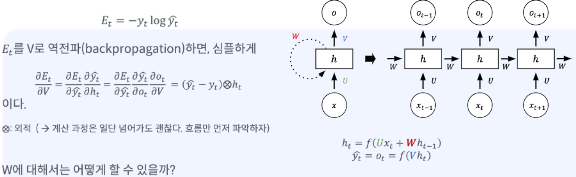 E_t = −y_t log ŷ_t
E_t를 V로 역전파(backpropagation)하면, 심플하게
∂E_t/∂V = ∂E_t/∂ŷ_t ∂ŷ_t/∂h_t = ∂E_t/∂ŷ_t ∂ŷ_t/∂o_t ∂o_t/∂V = (ŷ_t − y_t)⊗h_t
이다.
⊗: 외적 ( → 계산 과정은 일단 넘어가도 괜찮다. 흐름만 먼저 파악하자)
W에 대해서는 어떻게 할 수 있을까?
o o_{t−1} o_t o_{t+1}
W V V V V
h W h W h W h W
U U U U
x x_{t−1} x_t x_{t+1}
h_t = f(Ux_t + Wh_{t−1})
ŷ_t = o_t = f(Vh_t)